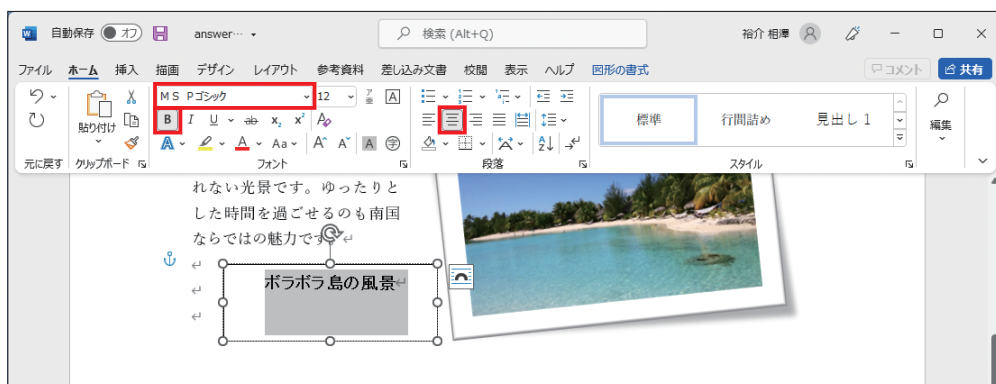 自動保存 オフ answer… 検索 (Alt+Q) 裕介 相澤
ファイル ホーム 挿入 描画 デザイン レイアウト 参考資料 差し込み文書 校閲 表示 ヘルプ 図形の書式 コメント 共有
貼り付け MS Pゴシック 12 標準 行間詰め 見出し 1 編集
B I U ab x₂ x² A
A A Aa A A A 字
元に戻す クリップボード フォント 段落 スタイル
れない光景です。ゆったりと
した時間を過ごせるのも南国
ならではの魅力です。
ボラボラ島の風景